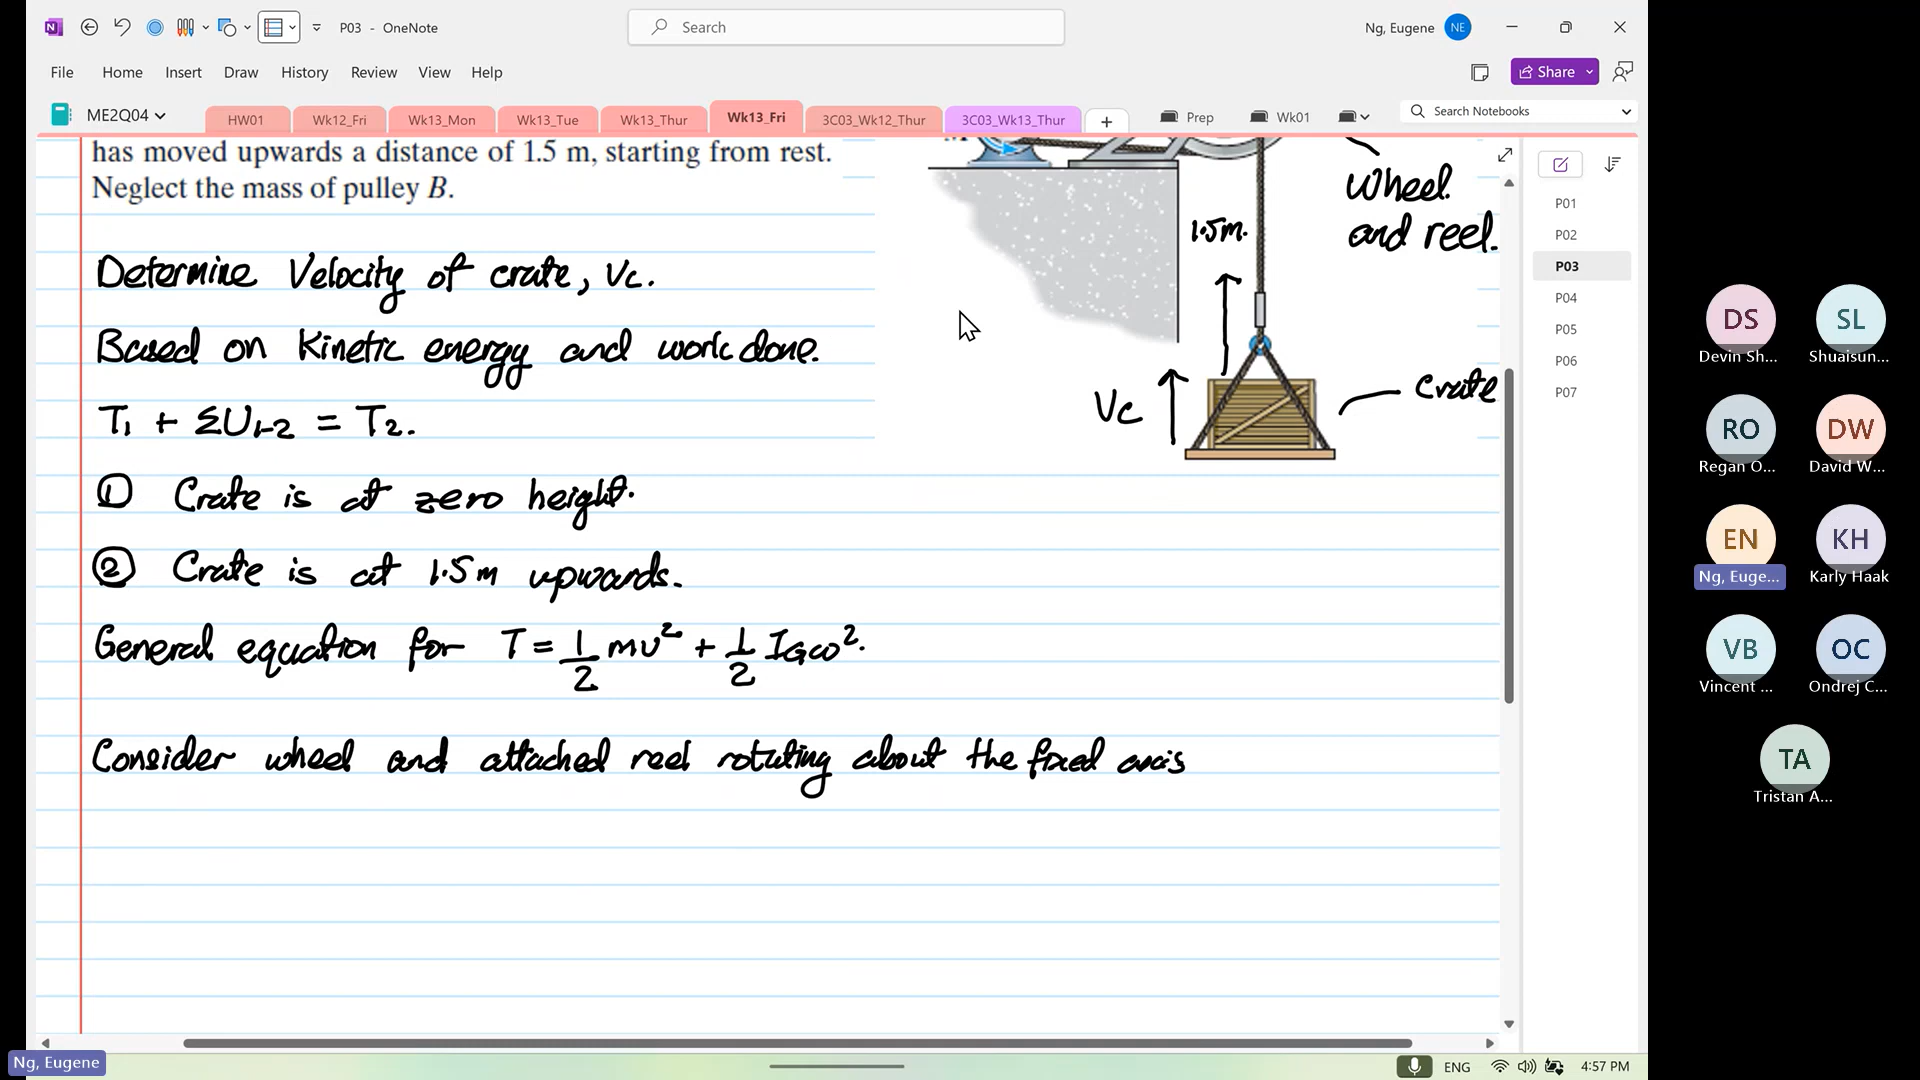 P03 - OneNote
Search
Ng, Eugene
NE
File
Home
Insert
Draw
History
Review
View
Help
Share
ME2Q04
HW01
Wk12_Fri
Wk13_Mon
Wk13_Tue
Wk13_Thur
Wk13_Fri
3C03_Wk12_Thur
3C03_Wk13_Thur
+
Prep
Wk01
Search Notebooks
has moved upwards a distance of 1.5 m, starting from rest.
Neglect the mass of pulley B.
Wheel
and reel.
1.5m.
Vc
Crate
Determine Velocity of crate, Vc.
Based on Kinetic energy and work done.
T₁ + ΣU₁₋₂ = T₂.
① Crate is at zero height.
② Crate is at 1.5m upwards.
General equation for T = 1/2 mv² + 1/2 IGω².
Consider wheel and attached reel rotating about the fixed axis
P01
P02
P03
P04
P05
P06
P07
DS
Devin Sh...
SL
Shuaisun...
RO
Regan O...
DW
David W...
EN
Ng, Euge...
KH
Karly Haak
VB
Vincent ...
OC
Ondrej C...
TA
Tristan A...
Ng, Eugene
ENG
4:57 PM